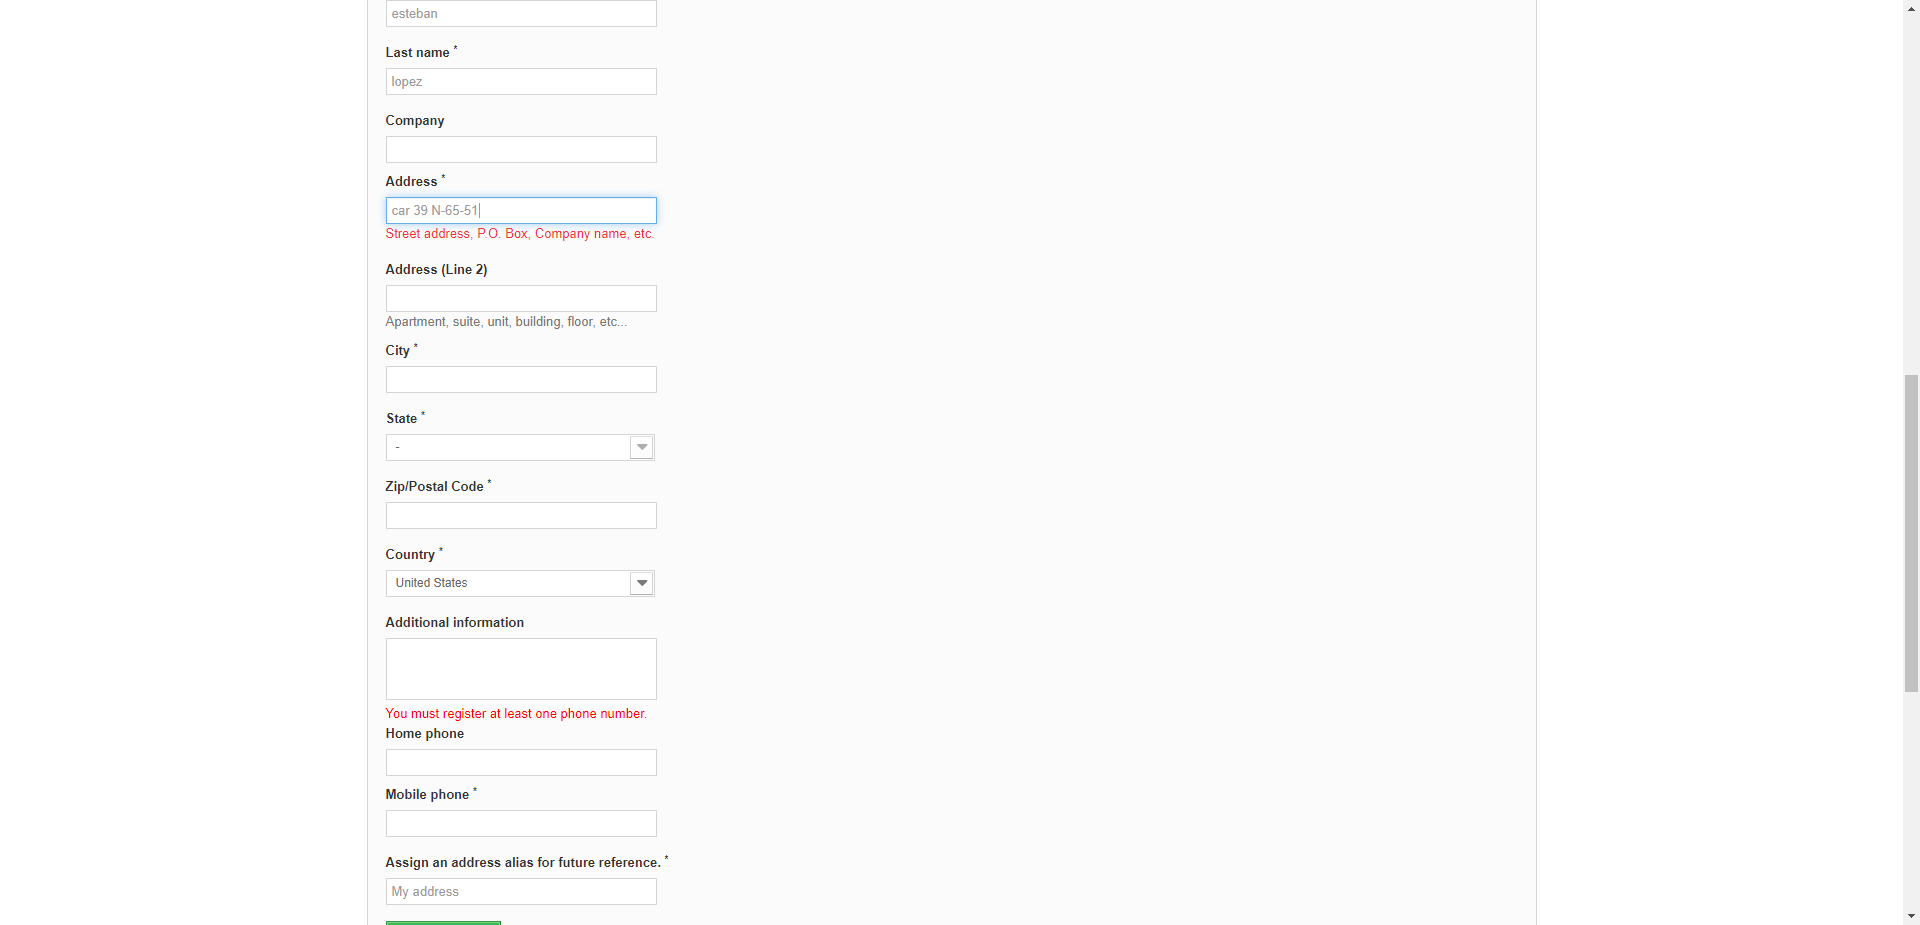 esteban
Last name *
lopez
Company
Address *
car 39 N-65-51
Street address, P.O. Box, Company name, etc.
Address (Line 2)
Apartment, suite, unit, building, floor, etc...
City *
State *
-
Zip/Postal Code *
Country *
United States
Additional information
You must register at least one phone number.
Home phone
Mobile phone *
Assign an address alias for future reference. *
My address